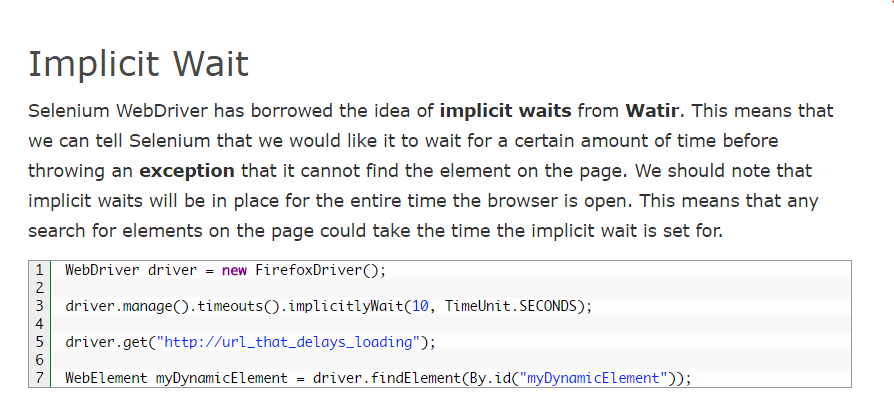 Implicit Wait
Selenium WebDriver has borrowed the idea of implicit waits from Watir. This means that
we can tell Selenium that we would like it to wait for a certain amount of time before
throwing an exception that it cannot find the element on the page. We should note that
implicit waits will be in place for the entire time the browser is open. This means that any
search for elements on the page could take the time the implicit wait is set for.
1 WebDriver driver = new FirefoxDriver();
2
3 driver.manage().timeouts().implicitlyWait(10, TimeUnit.SECONDS);
4
5 driver.get("http://url_that_delays_loading");
6
7 WebElement myDynamicElement = driver.findElement(By.id("myDynamicElement"));